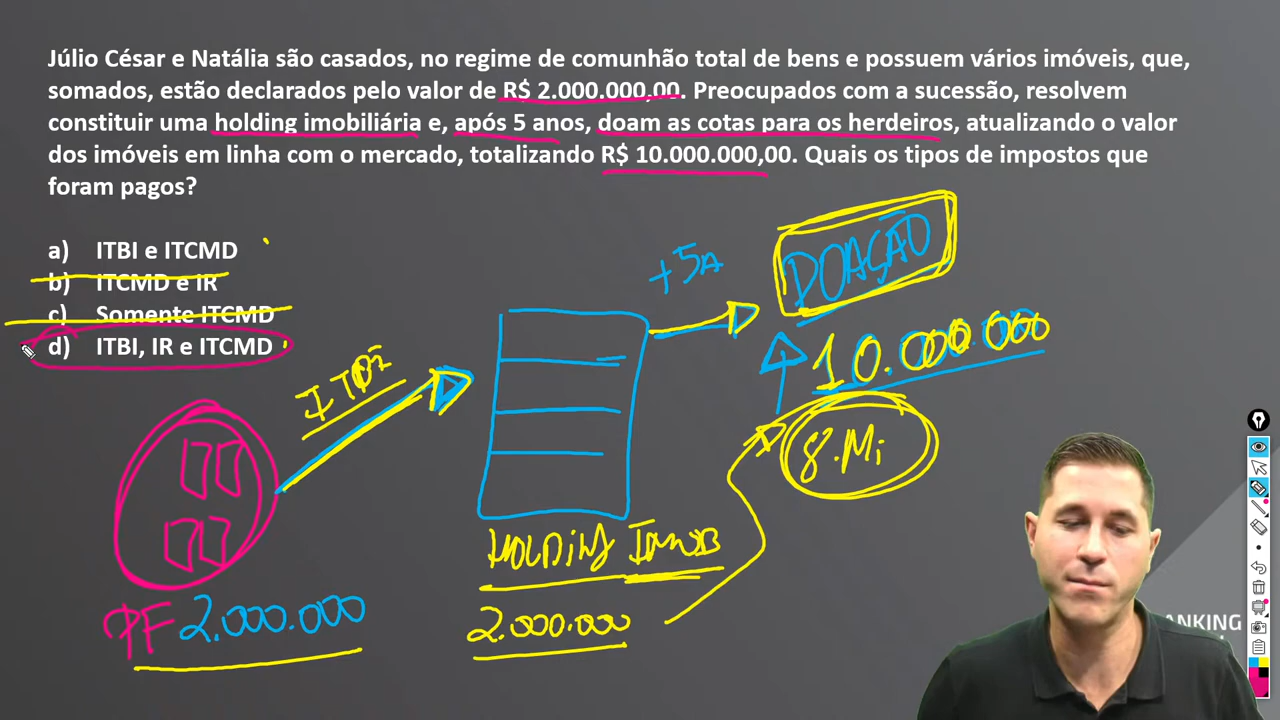 Júlio César e Natália são casados, no regime de comunhão total de bens e possuem vários imóveis, que,
somados, estão declarados pelo valor de R$ 2.000.000,00. Preocupados com a sucessão, resolvem
constituir uma holding imobiliária e, após 5 anos, doam as cotas para os herdeiros, atualizando o valor
dos imóveis em linha com o mercado, totalizando R$ 10.000.000,00. Quais os tipos de impostos que
foram pagos?
a) ITBI e ITCMD
b) ITCMD e IR
c) Somente ITCMD
d) ITBI, IR e ITCMD
+5A
DOAÇÃO
10.000.000
ITBI
8.Mi
HOLDING IMOB
PF 2.000.000
2.000.000
ANKING